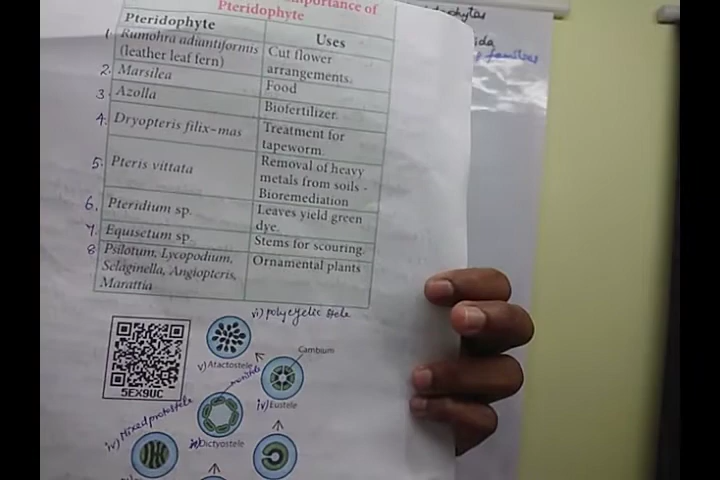 Importance of
Pteridophyte
Pteridophyte Uses
1. Rumohra adiantiformis
(leather leaf fern) Cut flower
arrangements.
2. Marsilea Food
3. Azolla Biofertilizer.
4. Dryopteris filix-mas Treatment for
tapeworm.
5. Pteris vittata Removal of heavy
metals from soils -
Bioremediation
6. Pteridium sp. Leaves yield green
dye.
7. Equisetum sp. Stems for scouring.
8 Psilotum, Lycopodium,
Selaginella, Angiopteris,
Marattia Ornamental plants
vi) polycyclic stele
5EX9UC
v) Atactostele
Cambium
iv) Eustele
iv) Mixed protostele
Dictyostele